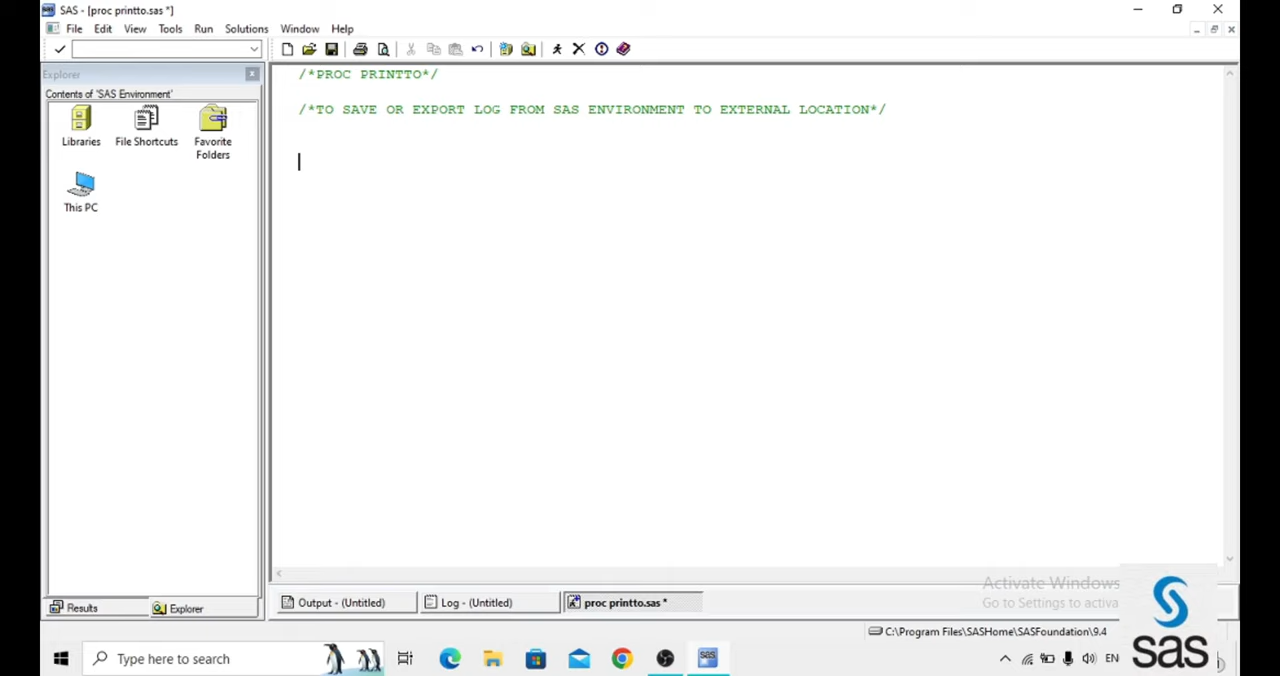 SAS - [proc printto.sas *]
File Edit View Tools Run Solutions Window Help
Explorer
Contents of 'SAS Environment'
Libraries
File Shortcuts
Favorite Folders
This PC
/*PROC PRINTTO*/
/*TO SAVE OR EXPORT LOG FROM SAS ENVIRONMENT TO EXTERNAL LOCATION*/
Results
Explorer
Output - (Untitled)
Log - (Untitled)
proc printto.sas *
Activate Windows
Go to Settings to activa
C:\Program Files\SASHome\SASFoundation\9.4
Type here to search
SAS
EN
sas